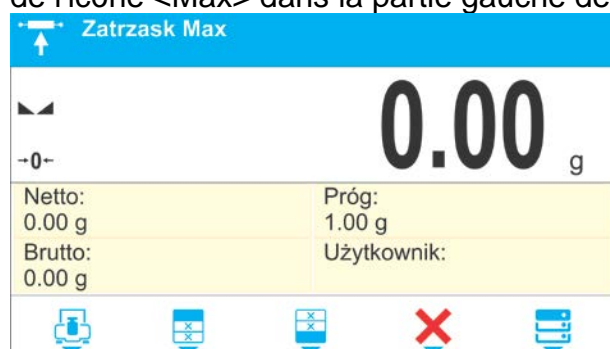 de l'icône <Max> dans la partie gauche de
Zatrzask Max
→0←
0.00 g
Netto:
0.00 g
Próg:
1.00 g
Brutto:
0.00 g
Użytkownik: